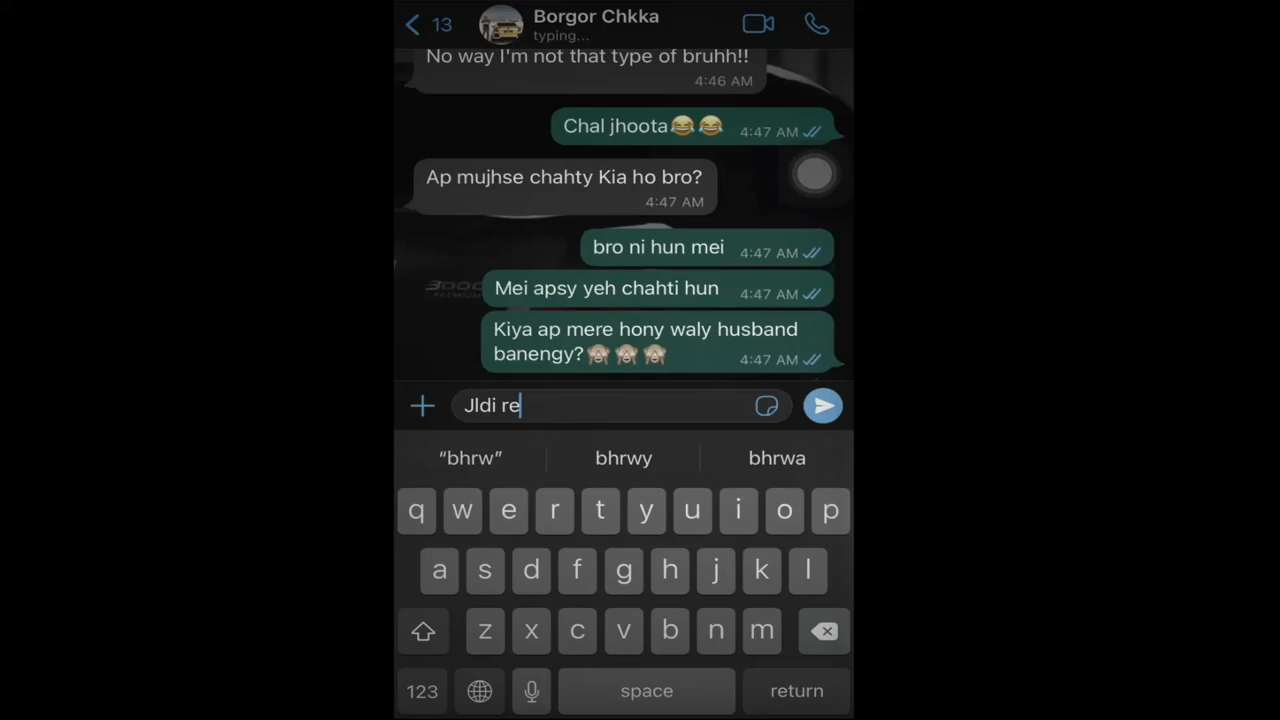 13
Borgor Chkka
typing...
No way I'm not that type of bruhh!!
4:46 AM
Chal jhoota😂😂 4:47 AM
Ap mujhse chahty Kia ho bro?
4:47 AM
bro ni hun mei 4:47 AM
3000
PREMIUM
Mei apsy yeh chahti hun 4:47 AM
Kiya ap mere hony waly husband
banengy?🙈🙈🙈 4:47 AM
Jldi re
“bhrw” bhrwy bhrwa
q w e r t y u i o p
a s d f g h j k l
z x c v b n m
123 space return